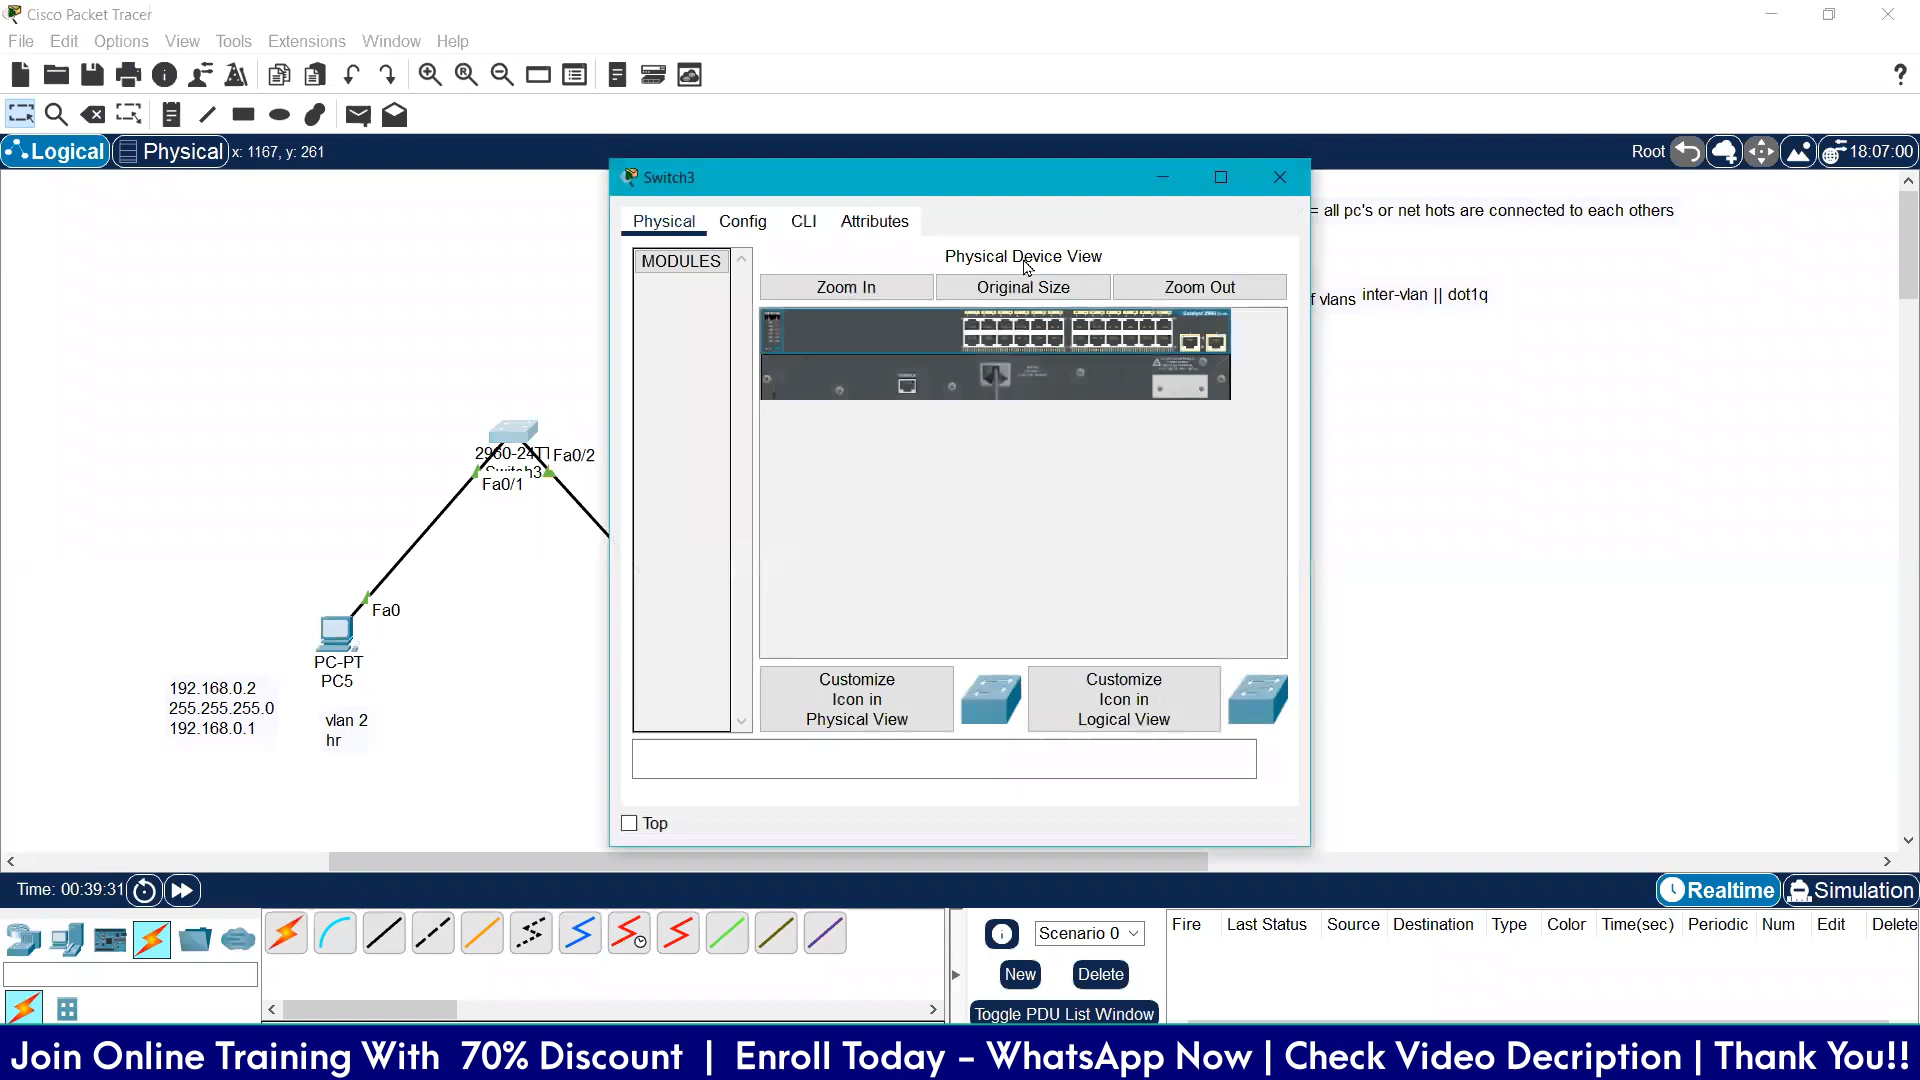 Cisco Packet Tracer
File Edit Options View Tools Extensions Window Help
?
Logical Physical x: 1167, y: 261 Root 18:07:00
Switch3
Physical Config CLI Attributes
= all pc's or net hots are connected to each others
MODULES
Physical Device View
Zoom In Original Size Zoom Out
f vlans inter-vlan || dot1q
Fa0/2
Fa0/1
Fa0
PC-PT
PC5
192.168.0.2
255.255.255.0
192.168.0.1
vlan 2
hr
Customize
Icon in
Physical View
Customize
Icon in
Logical View
Top
Time: 00:39:31 Realtime Simulation
Scenario 0
New Delete
Toggle PDU List Window
Fire Last Status Source Destination Type Color Time(sec) Periodic Num Edit Delete
Join Online Training With 70% Discount | Enroll Today – WhatsApp Now | Check Video Decription | Thank You!!